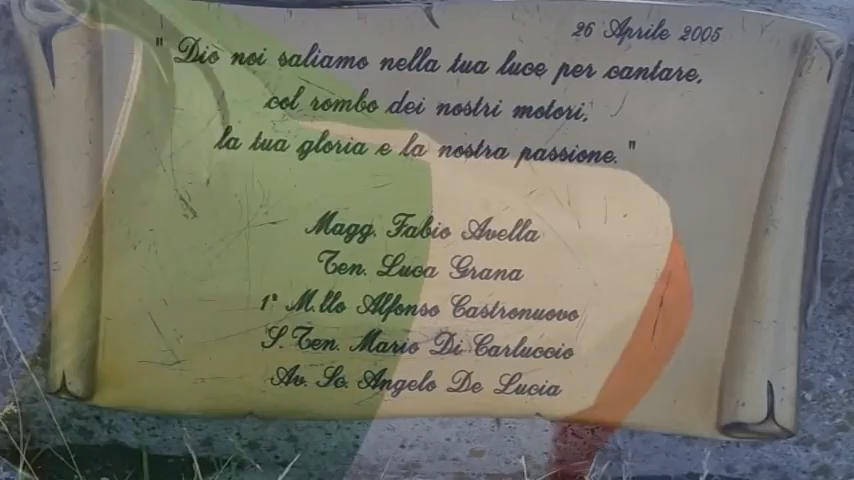 26 Aprile 2005
"Dio noi saliamo nella tua luce per cantare,
col rombo dei nostri motori,
la tua gloria e la nostra passione."
Magg. Fabio Avella
Ten. Luca Grana
1° M.llo Alfonso Castronuovo
S.Ten. Mario Di Carluccio
Av. Sc. Angelo De Lucia